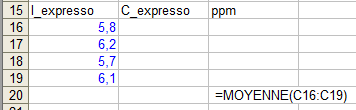 15 I_expresso C_expresso ppm
16 5,8
17 6,2
18 5,7
19 6,1
20 =MOYENNE(C16:C19)